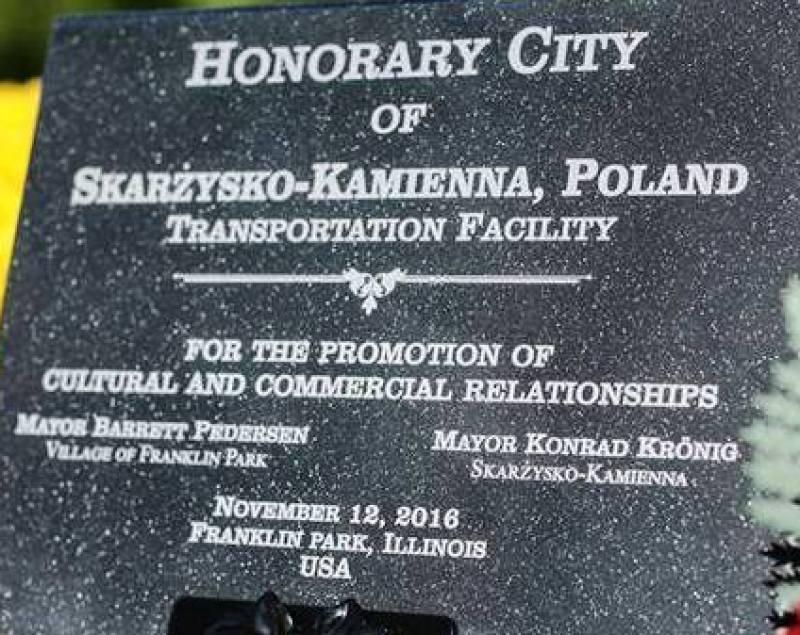 HONORARY CITY
OF
SKARŻYSKO-KAMIENNA, POLAND
TRANSPORTATION FACILITY
FOR THE PROMOTION OF
CULTURAL AND COMMERCIAL RELATIONSHIPS
MAYOR BARRETT PEDERSEN
VILLAGE OF FRANKLIN PARK
MAYOR KONRAD KRÖNIG
SKARŻYSKO-KAMIENNA
NOVEMBER 12, 2016
FRANKLIN PARK, ILLINOIS
USA